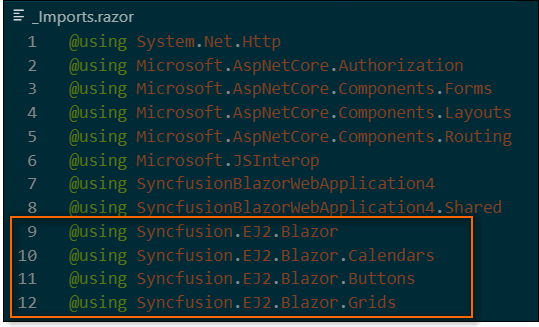 _Imports.razor
1 @using System.Net.Http
2 @using Microsoft.AspNetCore.Authorization
3 @using Microsoft.AspNetCore.Components.Forms
4 @using Microsoft.AspNetCore.Components.Layouts
5 @using Microsoft.AspNetCore.Components.Routing
6 @using Microsoft.JSInterop
7 @using SyncfusionBlazorWebApplication4
8 @using SyncfusionBlazorWebApplication4.Shared
9 @using Syncfusion.EJ2.Blazor
10 @using Syncfusion.EJ2.Blazor.Calendars
11 @using Syncfusion.EJ2.Blazor.Buttons
12 @using Syncfusion.EJ2.Blazor.Grids